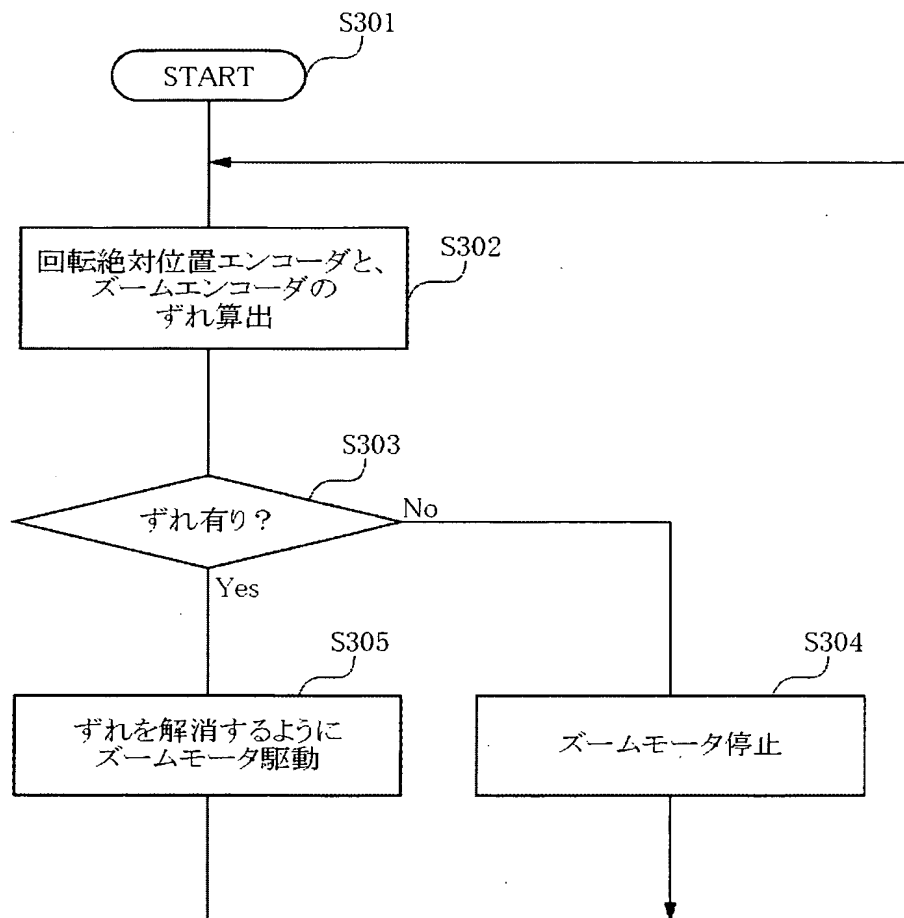 S301
START
S302
回転絶対位置エンコーダと、
ズームエンコーダの
ずれ算出
S303
ずれ有り？
No
Yes
S305
ずれを解消するように
ズームモータ駆動
S304
ズームモータ停止